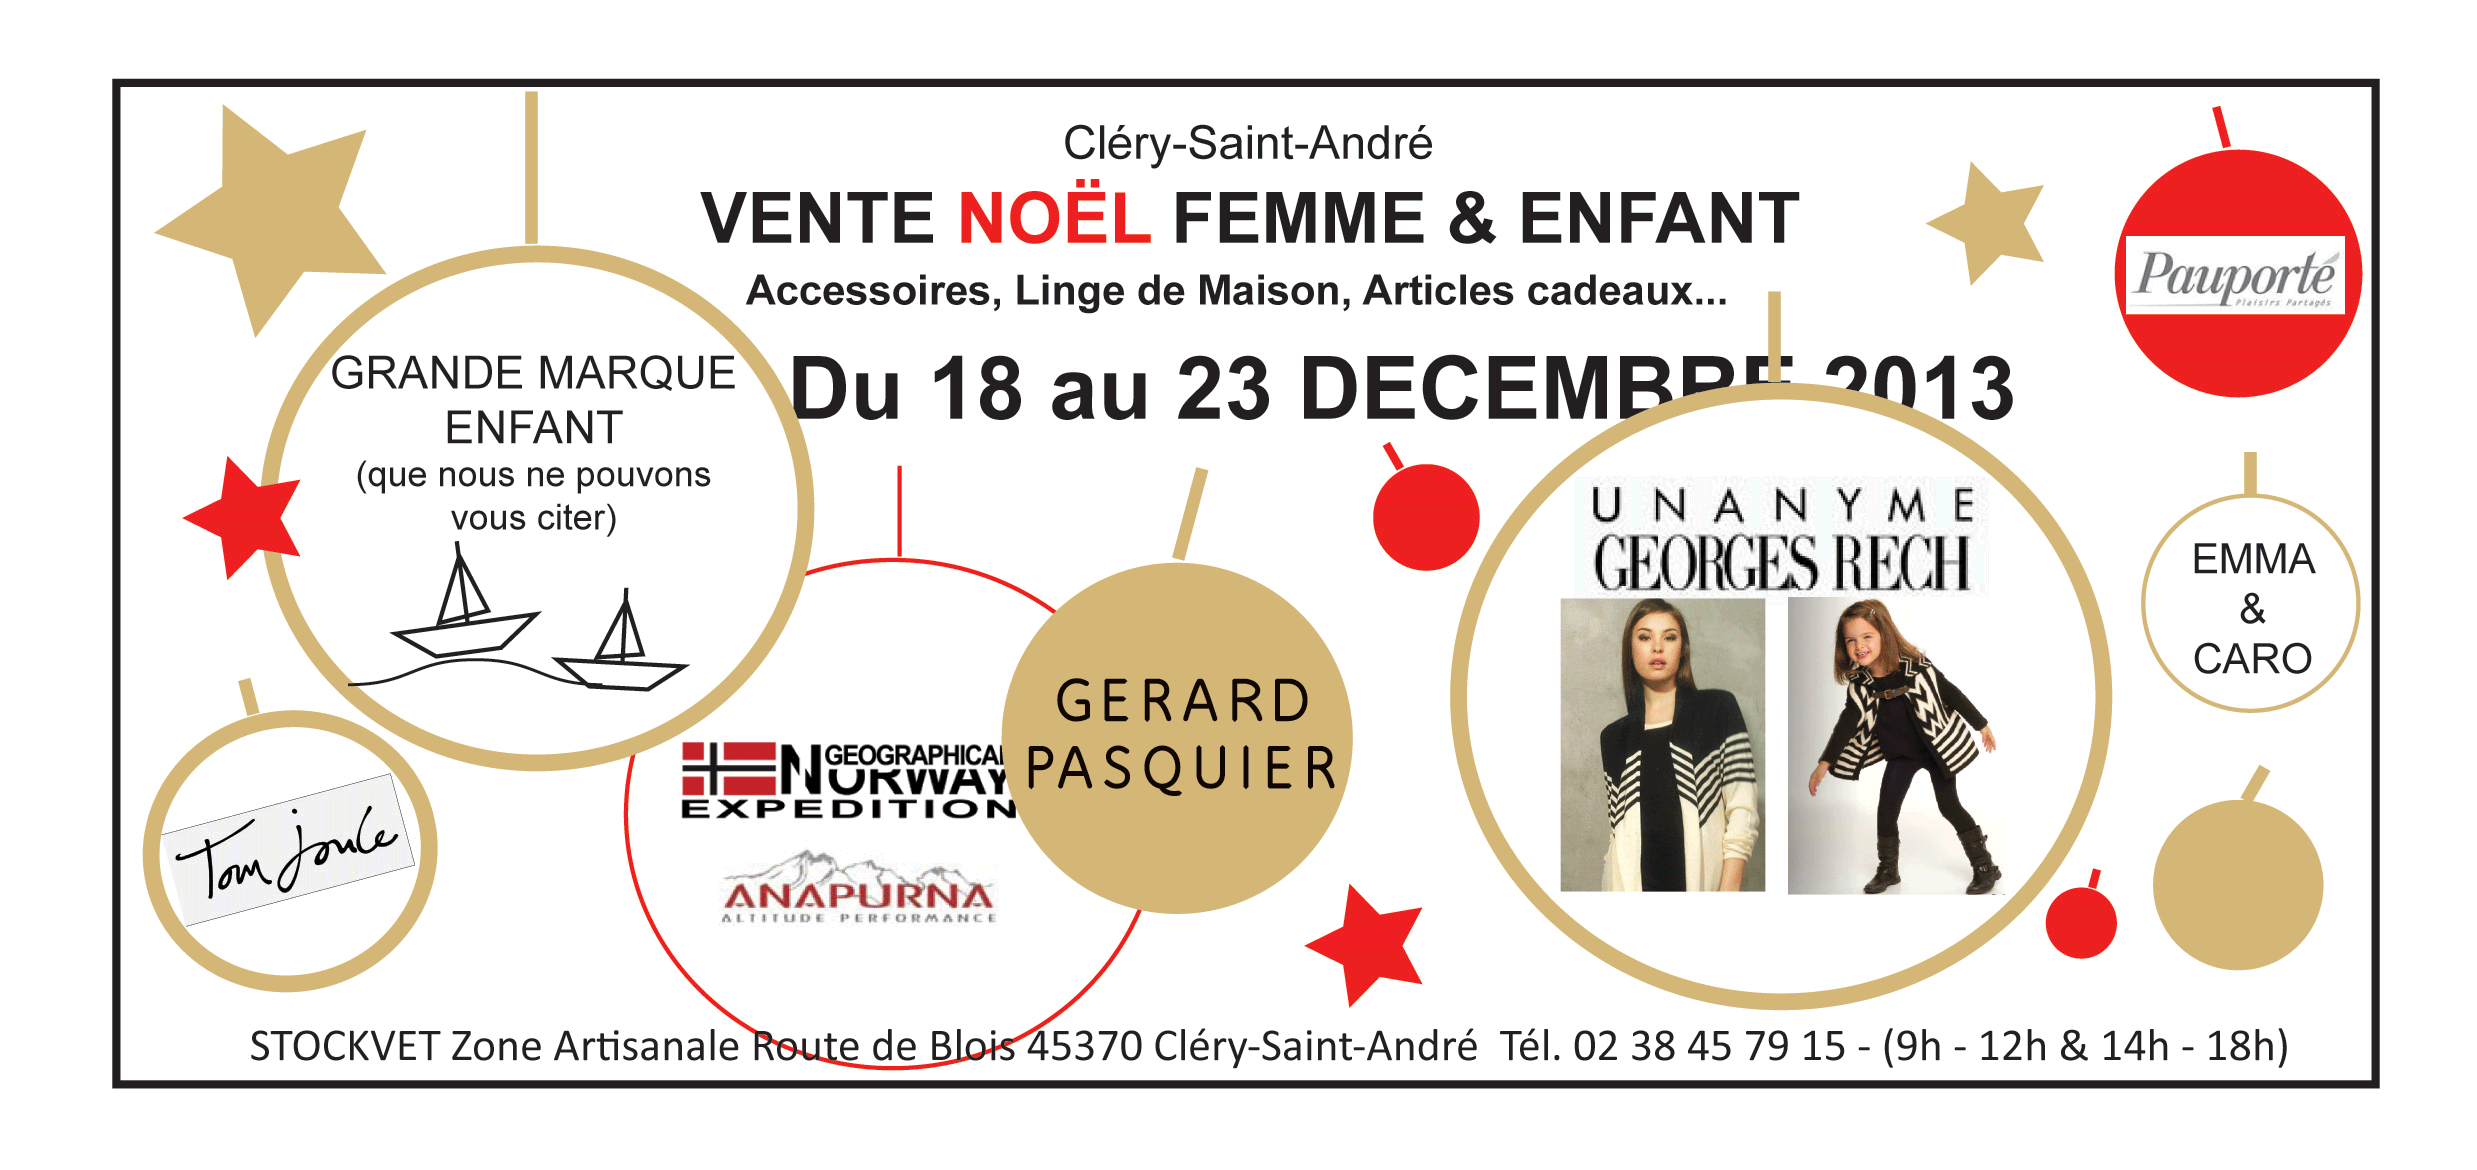 Cléry-Saint-André
VENTE NOËL FEMME & ENFANT
Accessoires, Linge de Maison, Articles cadeaux...
Du 18 au 23 DECEMBRE 2013
Pauporté
Plaisirs Partagés
GRANDE MARQUE
ENFANT
(que nous ne pouvons
vous citer)
UNANYME
GEORGES RECH
EMMA
&
CARO
GERARD
PASQUIER
GEOGRAPHICAL
NORWAY
EXPEDITION
Tom joule
ANAPURNA
ALTITUDE PERFORMANCE
STOCKVET Zone Artisanale Route de Blois 45370 Cléry-Saint-André Tél. 02 38 45 79 15 - (9h - 12h & 14h - 18h)